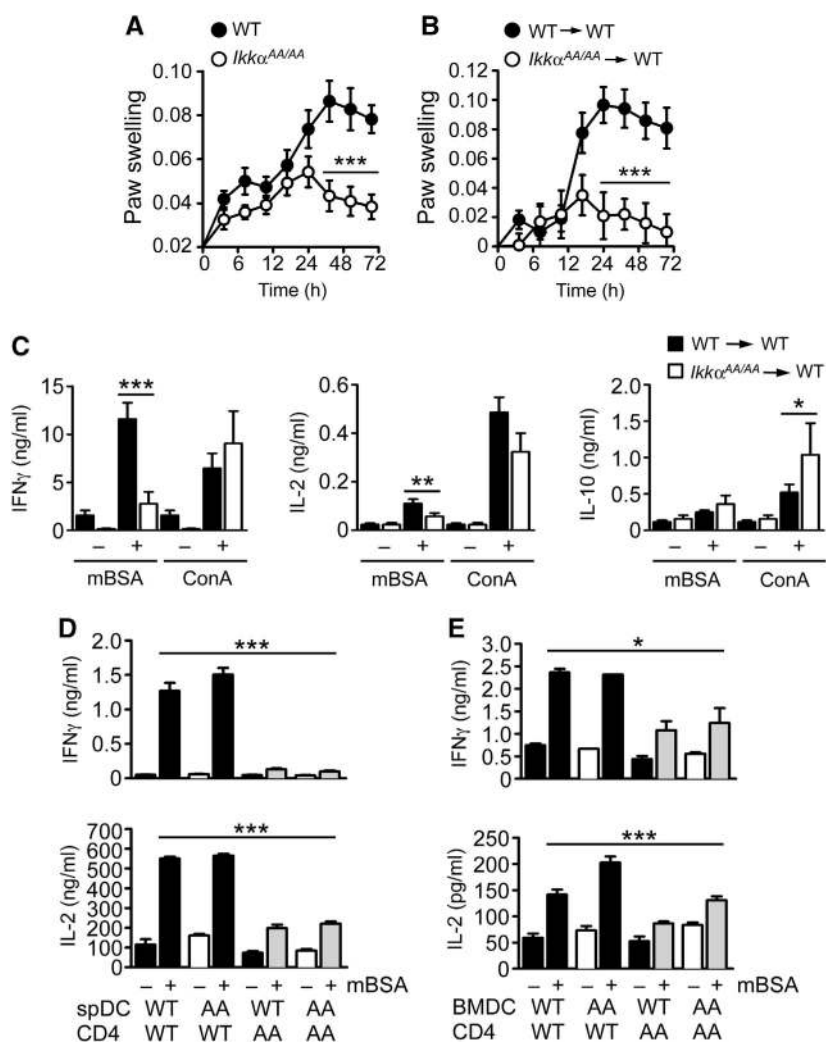 A
● WT
○ IkkαAA/AA
Paw swelling
0.10
0.08
0.06
0.04
0.02
***
0 6 12 24 48 72
Time (h)
B
● WT → WT
○ IkkαAA/AA → WT
Paw swelling
0.12
0.10
0.08
0.06
0.04
0.02
0
***
0 6 12 24 48 72
Time (h)
C
■ WT → WT
□ IkkαAA/AA → WT
IFNγ (ng/ml)
15
10
5
0
***
– + – +
mBSA ConA
IL-2 (ng/ml)
0.6
0.4
0.2
0
**
– + – +
mBSA ConA
IL-10 (ng/ml)
2.0
1.5
1.0
0.5
0
*
– + – +
mBSA ConA
D
IFNγ (ng/ml)
2.0
1.5
1.0
0.5
0
***
IL-2 (ng/ml)
700
600
500
400
300
200
100
0
***
– + – + – + – + mBSA
spDC WT AA WT AA
CD4 WT WT AA AA
E
IFNγ (ng/ml)
3.0
2.5
2.0
1.5
1.0
0.5
0
*
IL-2 (pg/ml)
250
200
150
100
50
0
***
– + – + – + – + mBSA
BMDC WT AA WT AA
CD4 WT WT AA AA